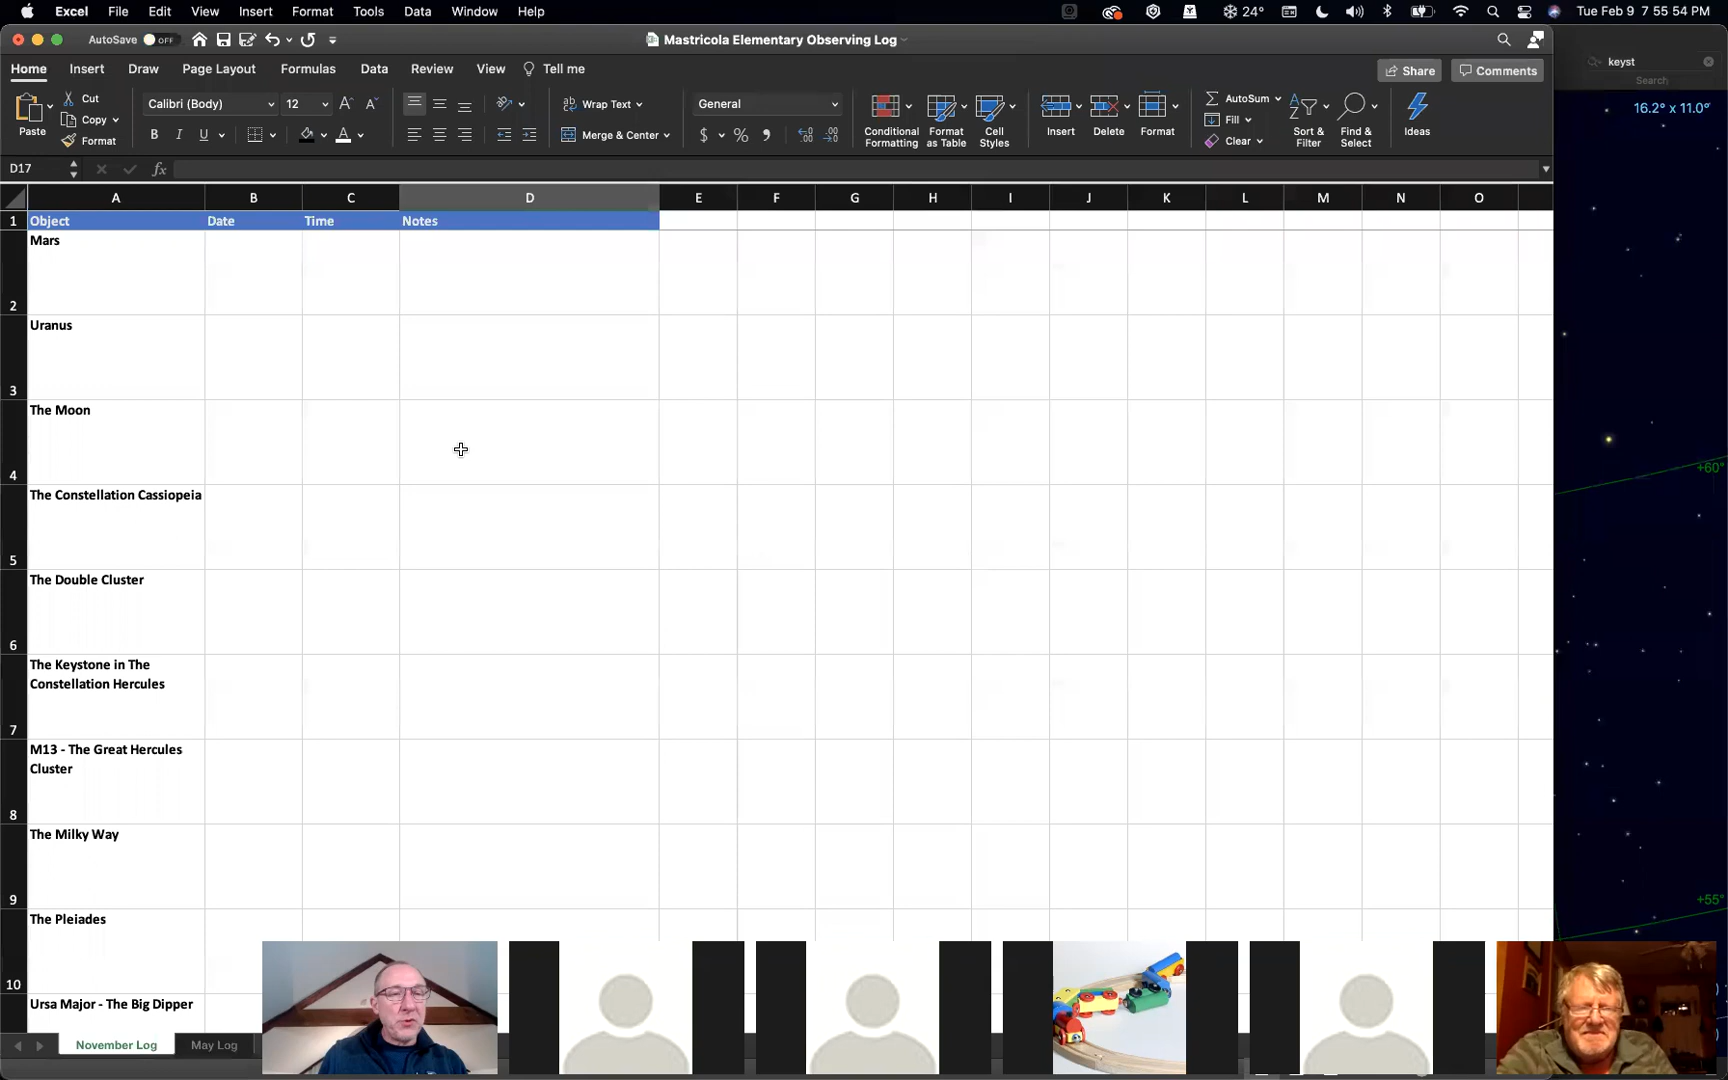 Excel File Edit View Insert Format Tools Data Window Help 24° Tue Feb 9 7 55 54 PM
AutoSave OFF Mastricola Elementary Observing Log
keyst
Search
Home Insert Draw Page Layout Formulas Data Review View Tell me Share Comments
16.2° x 11.0°
Paste Cut Copy Format
Calibri (Body) 12
B I U A
Wrap Text
Merge & Center
General
$ %
Conditional Formatting
Format as Table
Cell Styles
Insert Delete Format
AutoSum
Fill
Clear
Sort & Filter
Find & Select
Ideas
D17 fx
A B C D E F G H I J K L M N O
1 Object Date Time Notes
Mars
2
Uranus
3
The Moon
4
+60°
The Constellation Cassiopeia
5
The Double Cluster
6
The Keystone in The
Constellation Hercules
7
M13 - The Great Hercules
Cluster
8
The Milky Way
9
+55°
The Pleiades
10
Ursa Major - The Big Dipper
November Log May Log